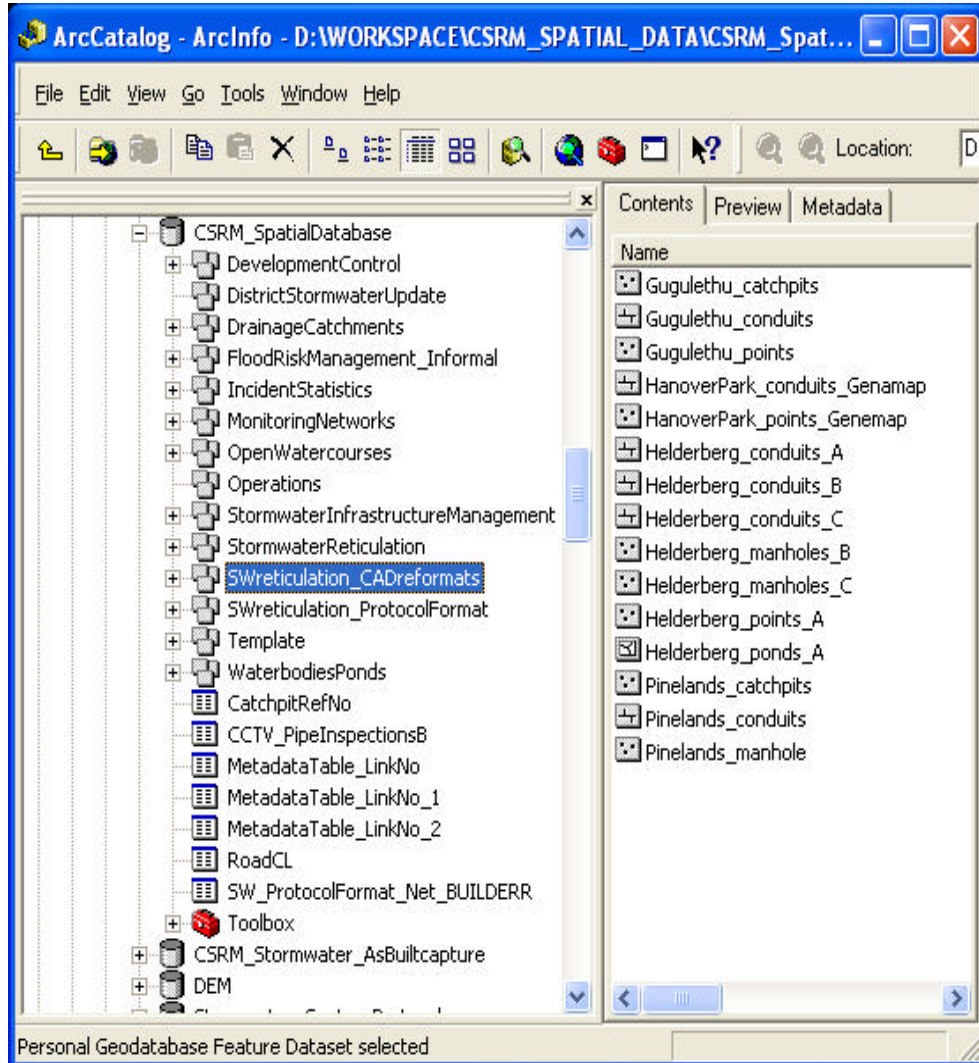 ArcCatalog - ArcInfo - D:\WORKSPACE\CSRM_SPATIAL_DATA\CSRM_Spat...
File Edit View Go Tools Window Help
Location: D
CSRM_SpatialDatabase
DevelopmentControl
DistrictStormwaterUpdate
DrainageCatchments
FloodRiskManagement_Informal
IncidentStatistics
MonitoringNetworks
OpenWatercourses
Operations
StormwaterInfrastructureManagement
StormwaterReticulation
SWreticulation_CADreformats
SWreticulation_ProtocolFormat
Template
WaterbodiesPonds
CatchpitRefNo
CCTV_PipeInspectionsB
MetadataTable_LinkNo
MetadataTable_LinkNo_1
MetadataTable_LinkNo_2
RoadCL
SW_ProtocolFormat_Net_BUILDERR
Toolbox
CSRM_Stormwater_AsBuiltcapture
DEM
Contents Preview Metadata
Name
Gugulethu_catchpits
Gugulethu_conduits
Gugulethu_points
HanoverPark_conduits_Genamap
HanoverPark_points_Genemap
Helderberg_conduits_A
Helderberg_conduits_B
Helderberg_conduits_C
Helderberg_manholes_B
Helderberg_manholes_C
Helderberg_points_A
Helderberg_ponds_A
Pinelands_catchpits
Pinelands_conduits
Pinelands_manhole
Personal Geodatabase Feature Dataset selected